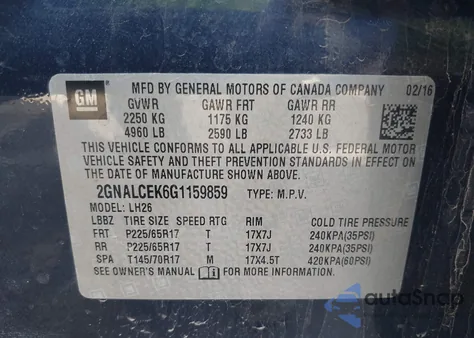 GM
MFD BY GENERAL MOTORS OF CANADA COMPANY 02/16
GVWR GAWR FRT GAWR RR
2250 KG 1175 KG 1240 KG
4960 LB 2590 LB 2733 LB
THIS VEHICLE CONFORMS TO ALL APPLICABLE U.S. FEDERAL MOTOR
VEHICLE SAFETY AND THEFT PREVENTION STANDARDS IN EFFECT ON
THE DATE OF MANUFACTURE SHOWN ABOVE.
2GNALCEK6G1159859 TYPE: M.P.V.
MODEL: LH26
LBBZ TIRE SIZE SPEED RTG RIM COLD TIRE PRESSURE
FRT P225/65R17 T 17X7J 240KPA(35PSI)
RR P225/65R17 T 17X7J 240KPA(35PSI)
SPA T145/70R17 M 17X4.5T 420KPA(60PSI)
SEE OWNER'S MANUAL FOR MORE INFORMATION
autoSnap